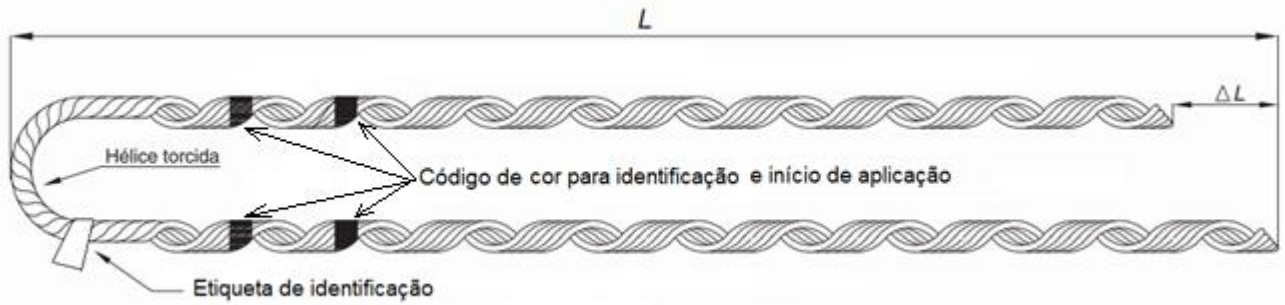 L
ΔL
Hélice torcida
Código de cor para identificação e início de aplicação
Etiqueta de identificação